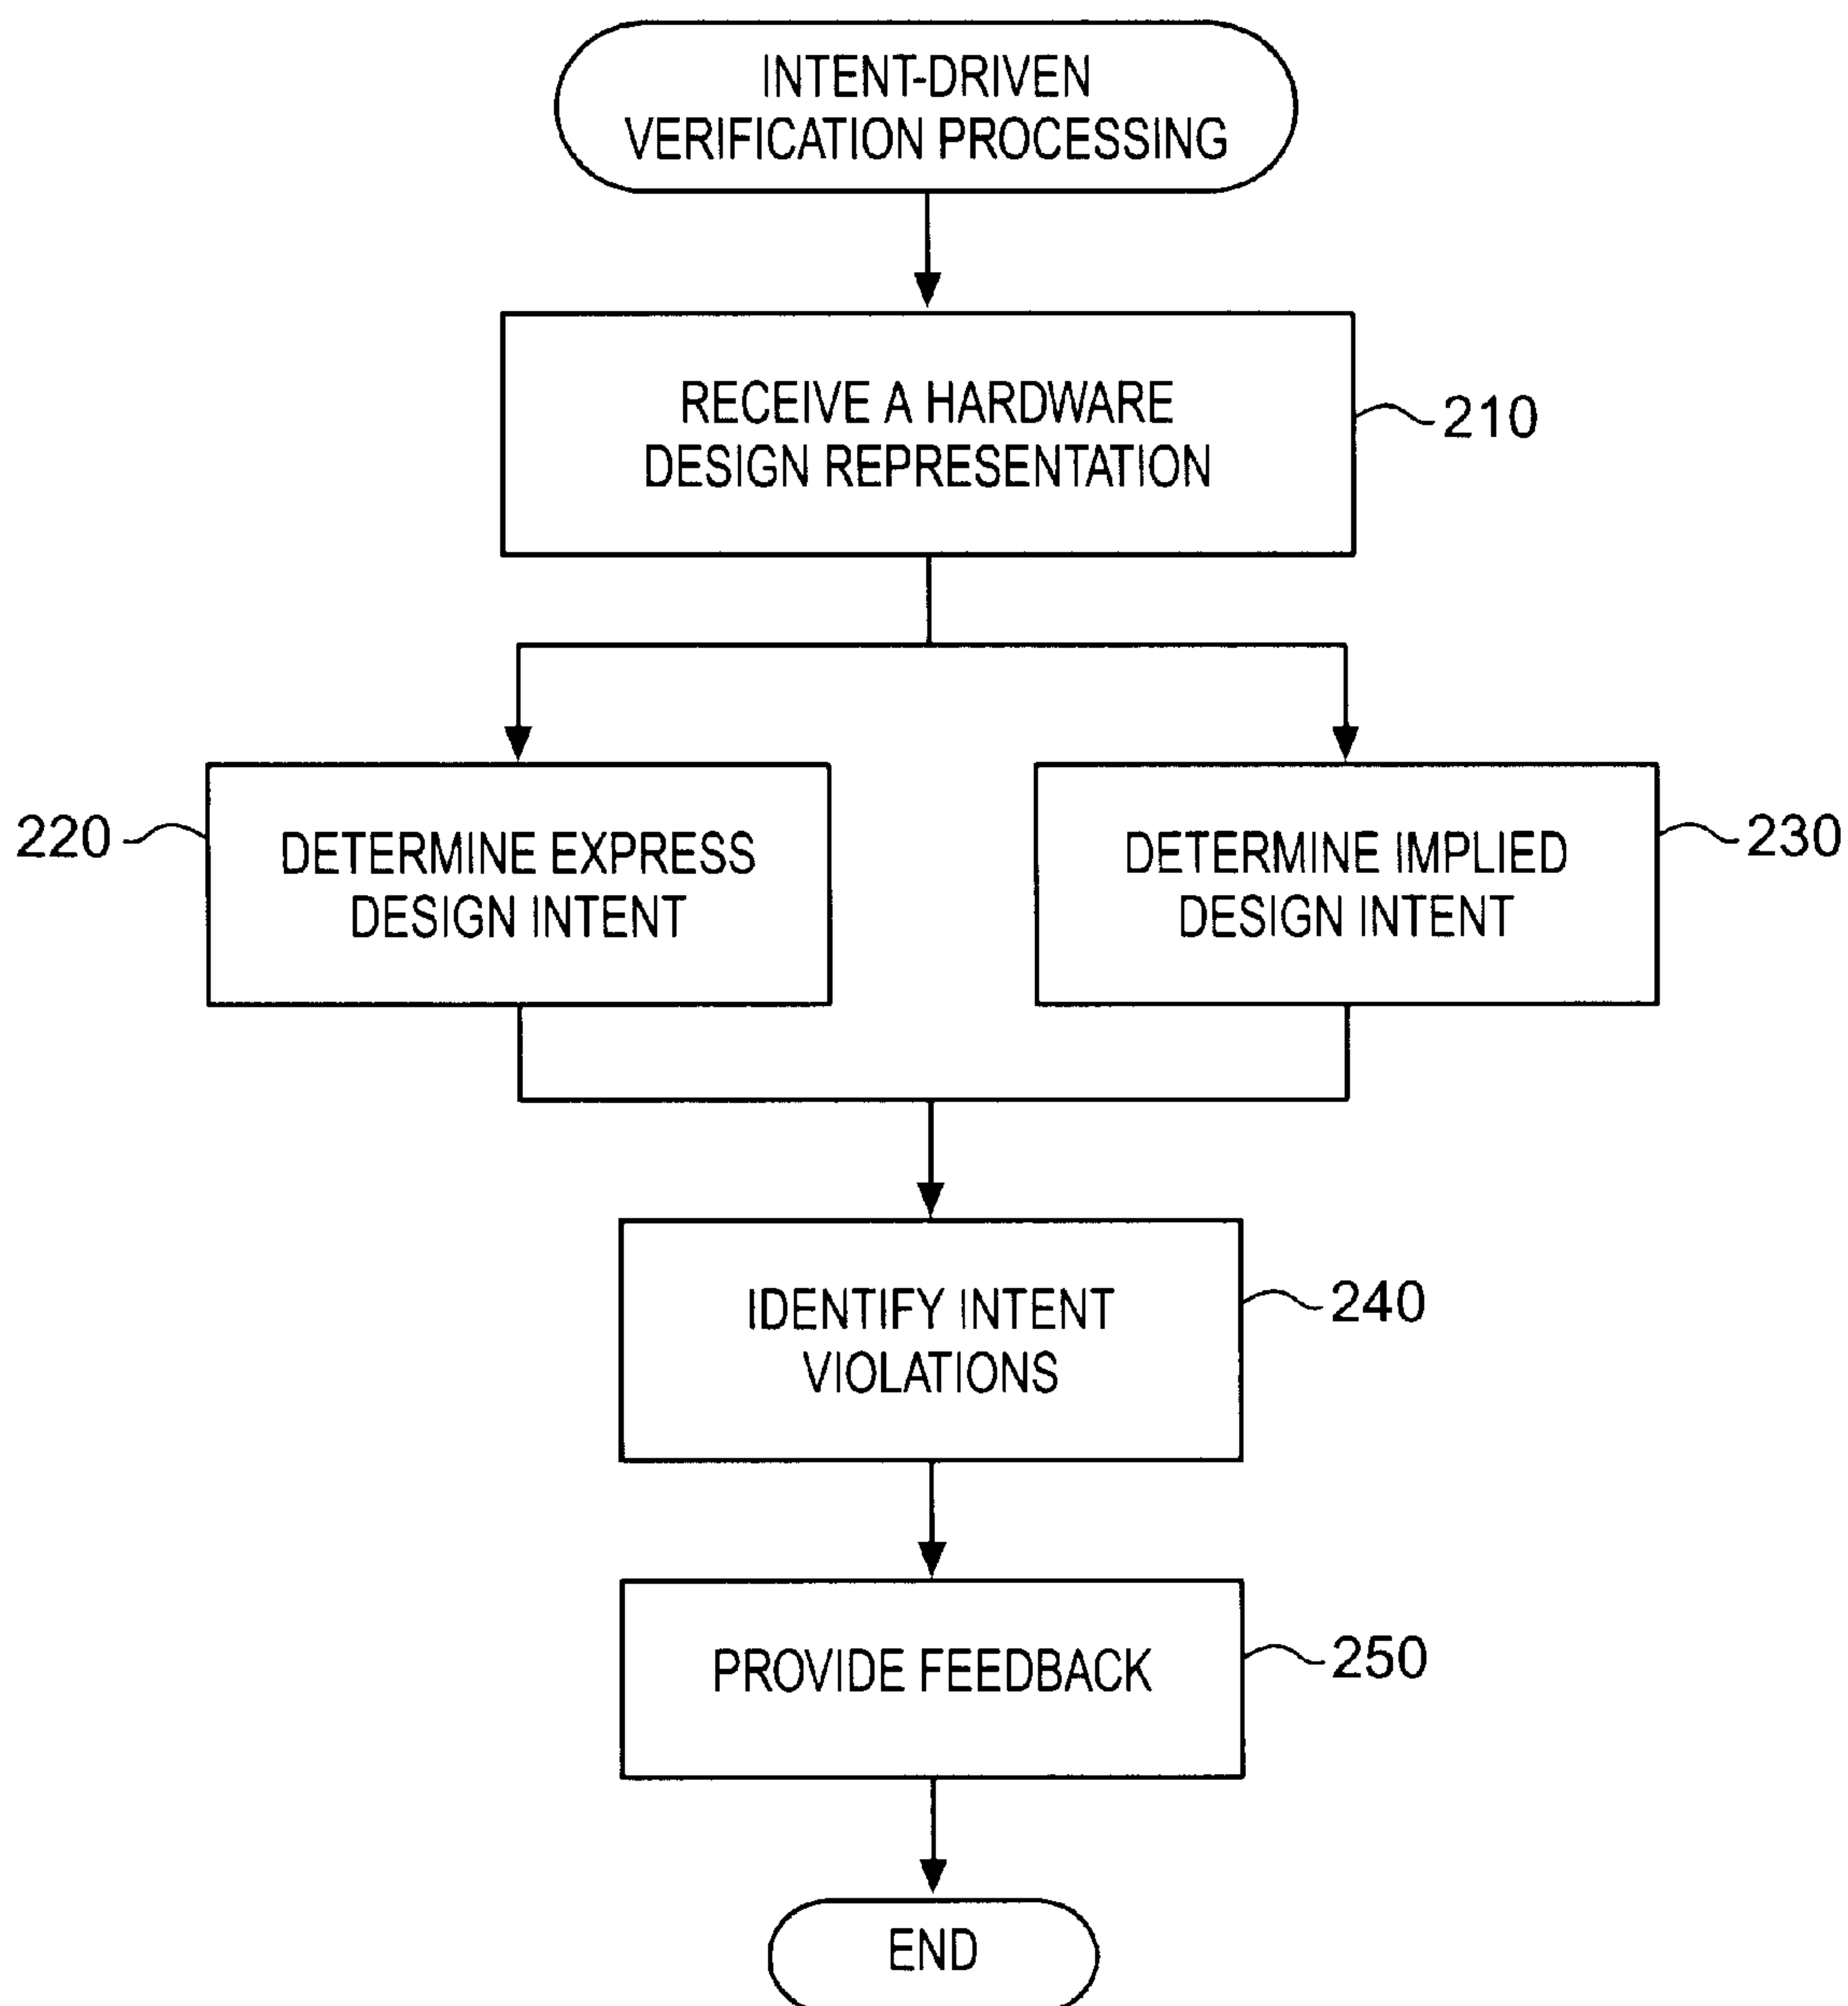 INTENT-DRIVEN
VERIFICATION PROCESSING
RECEIVE A HARDWARE
DESIGN REPRESENTATION
210
220
DETERMINE EXPRESS
DESIGN INTENT
DETERMINE IMPLIED
DESIGN INTENT
230
IDENTIFY INTENT
VIOLATIONS
240
PROVIDE FEEDBACK
250
END